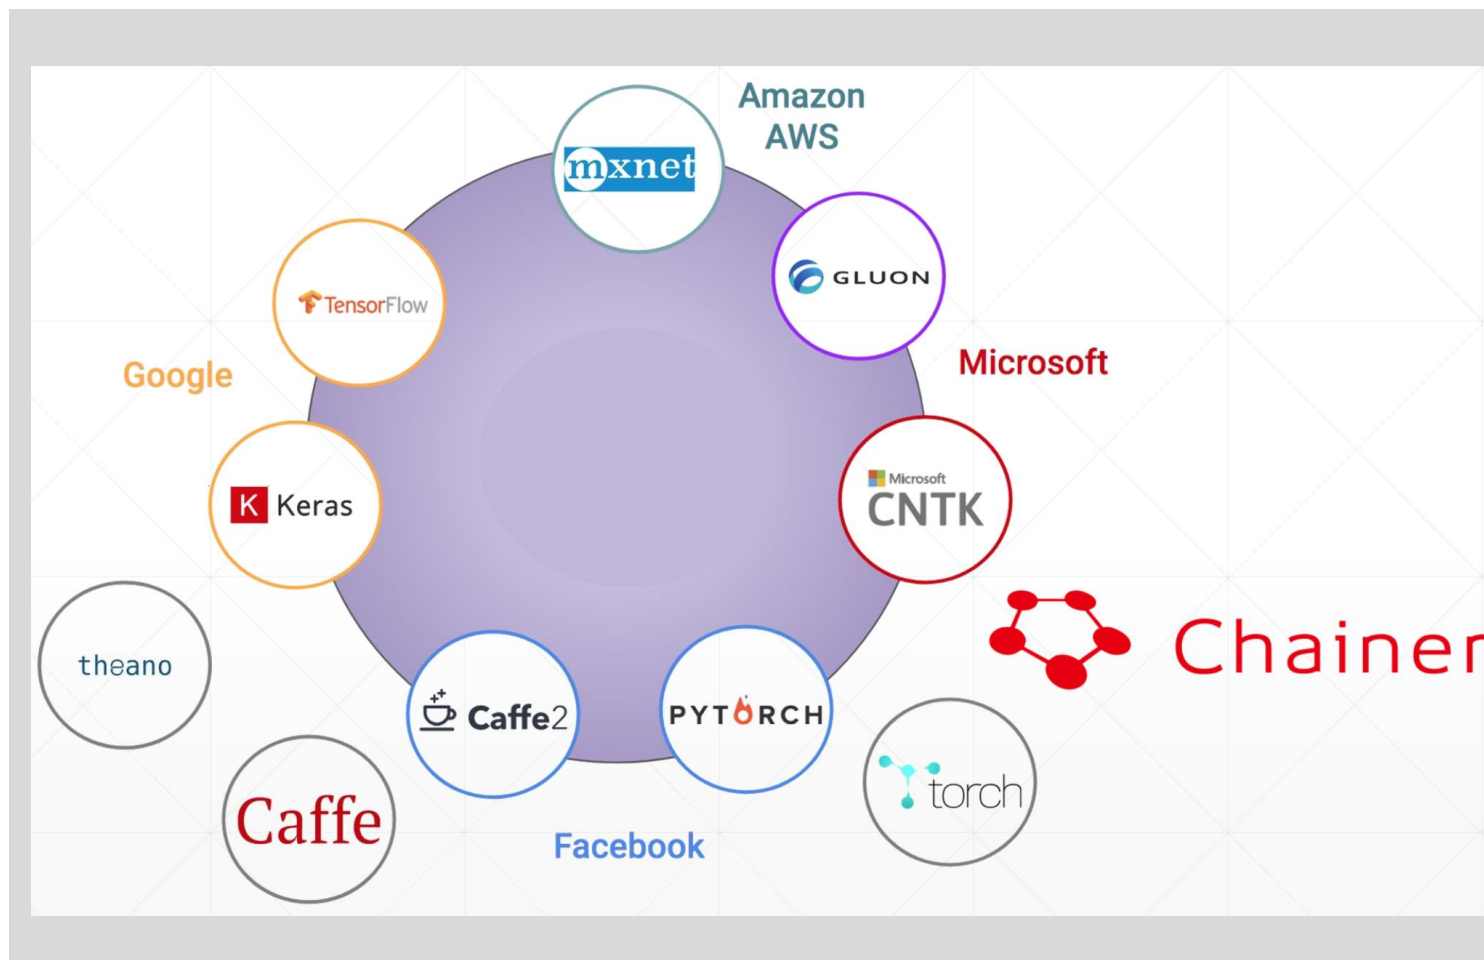 Amazon
AWS
mxnet
GLUON
TensorFlow
Google
Microsoft
K Keras
Microsoft
CNTK
Chainer
theano
Caffe2
PYTORCH
torch
Caffe
Facebook